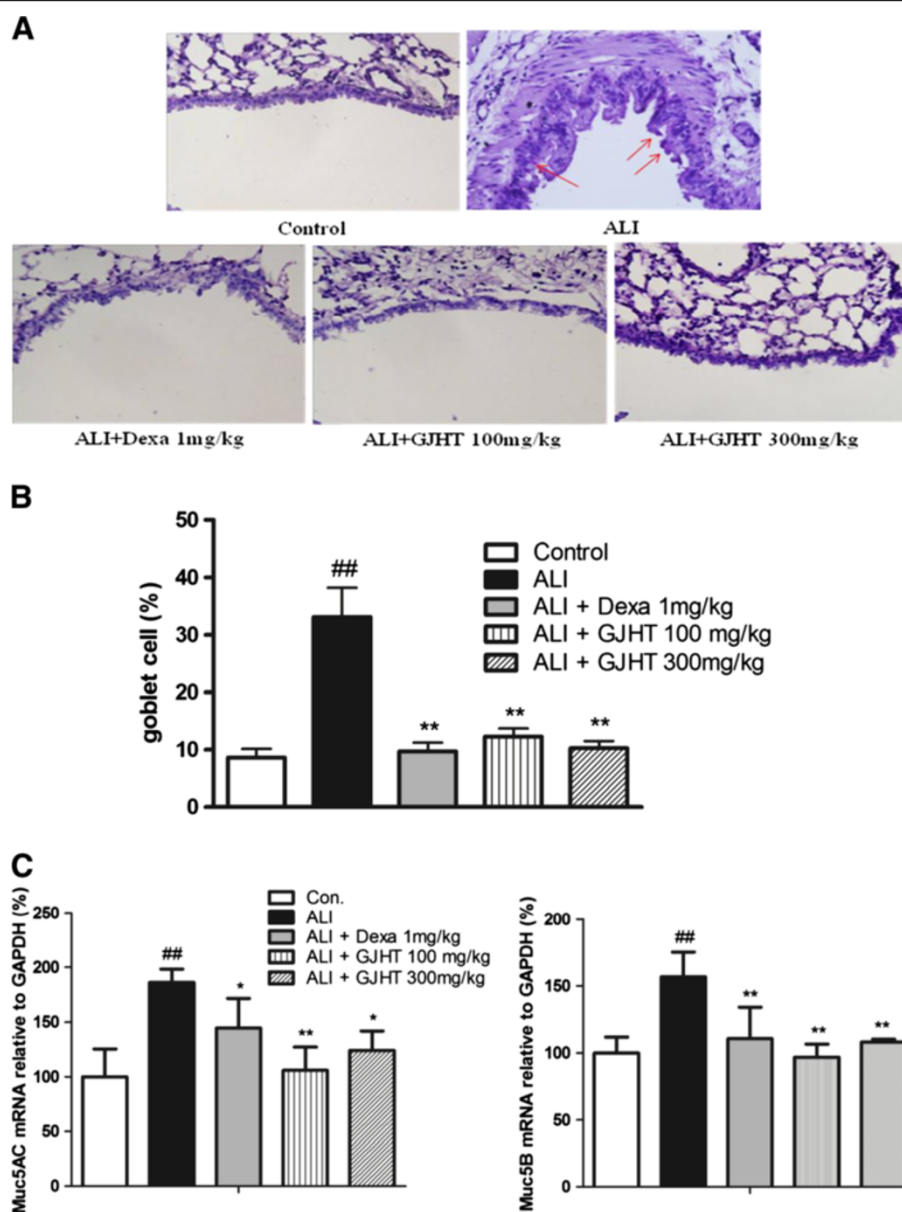 A
Control
ALI
ALI+Dexa 1mg/kg
ALI+GJHT 100mg/kg
ALI+GJHT 300mg/kg
B
goblet cell (%)
50
40
30
20
10
0
##
**
**
**
Control
ALI
ALI + Dexa 1mg/kg
ALI + GJHT 100 mg/kg
ALI + GJHT 300mg/kg
C
Muc5AC mRNA relative to GAPDH (%)
250
200
150
100
50
0
##
*
**
*
Con.
ALI
ALI + Dexa 1mg/kg
ALI + GJHT 100 mg/kg
ALI + GJHT 300mg/kg
Muc5B mRNA relative to GAPDH (%)
200
150
100
50
0
##
**
**
**